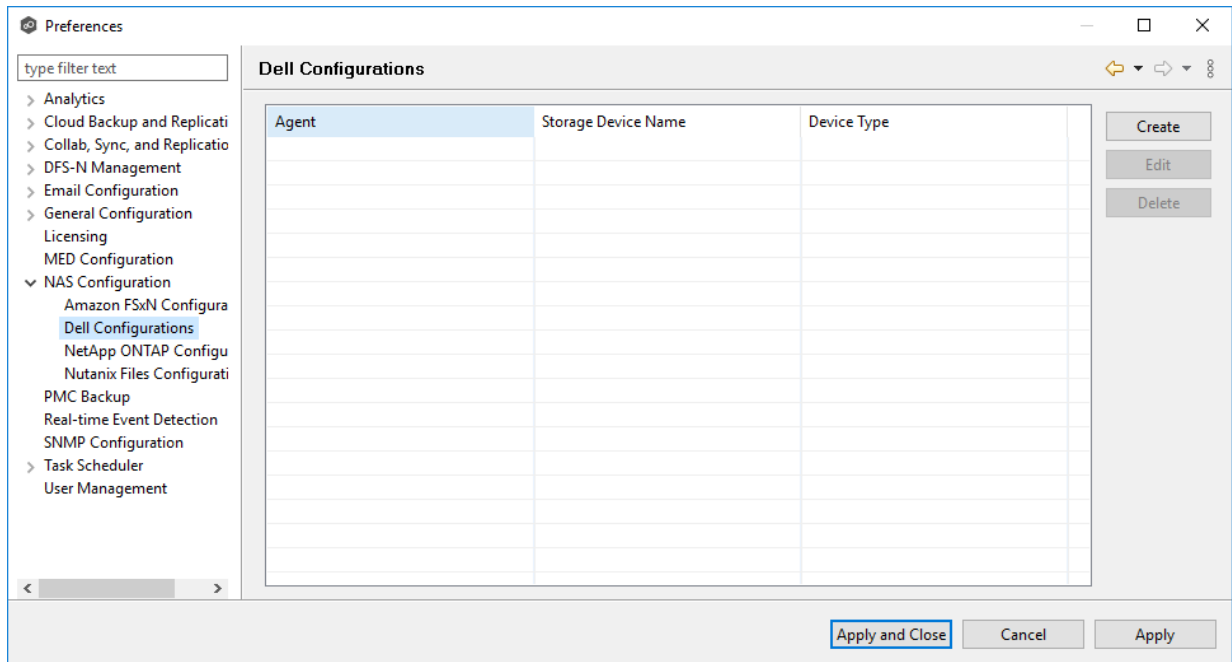 Preferences
type filter text
Analytics
Cloud Backup and Replicati
Collab, Sync, and Replicatio
DFS-N Management
Email Configuration
General Configuration
Licensing
MED Configuration
NAS Configuration
Amazon FSxN Configura
Dell Configurations
NetApp ONTAP Configu
Nutanix Files Configurati
PMC Backup
Real-time Event Detection
SNMP Configuration
Task Scheduler
User Management
Dell Configurations
Agent Storage Device Name Device Type
Create
Edit
Delete
Apply and Close Cancel Apply